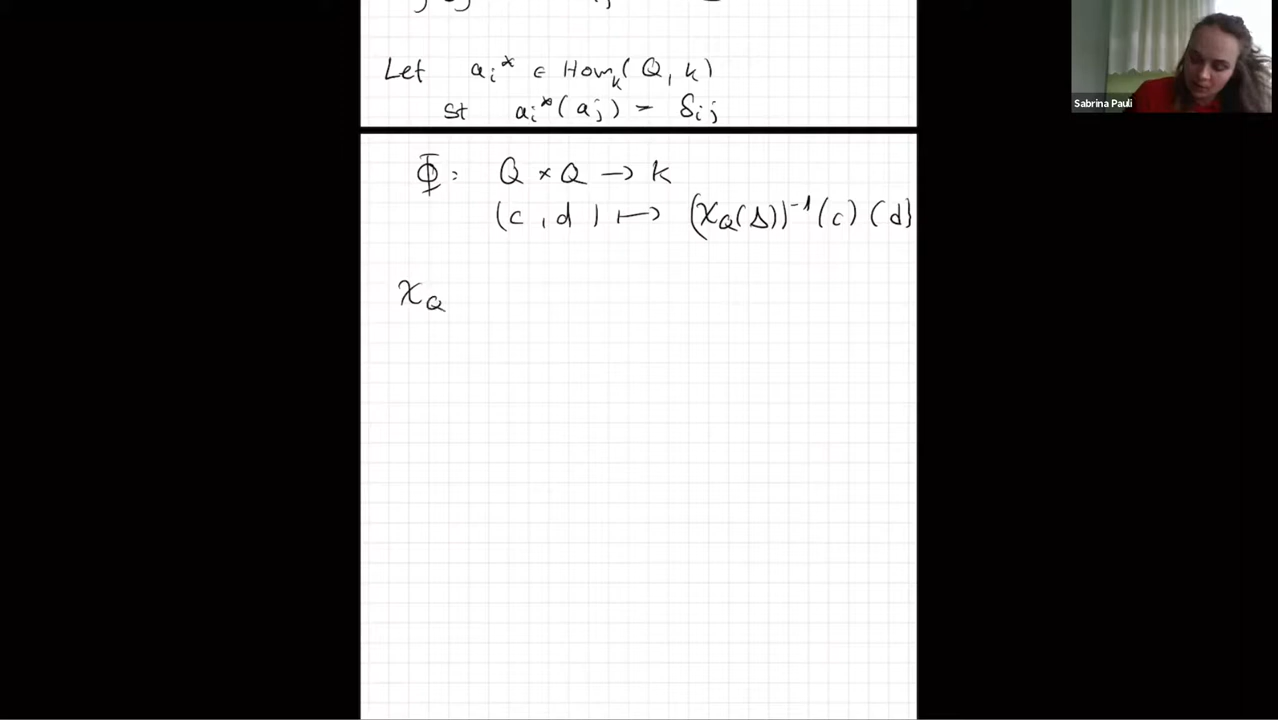 Let a_i* ∈ Hom_k(Q, k)
st a_i*(a_j) = δ_ij
Φ: Q × Q → k
(c, d) ↦ (χ_Q(Δ))⁻¹(c)(d)
χ_Q
Sabrina Pauli